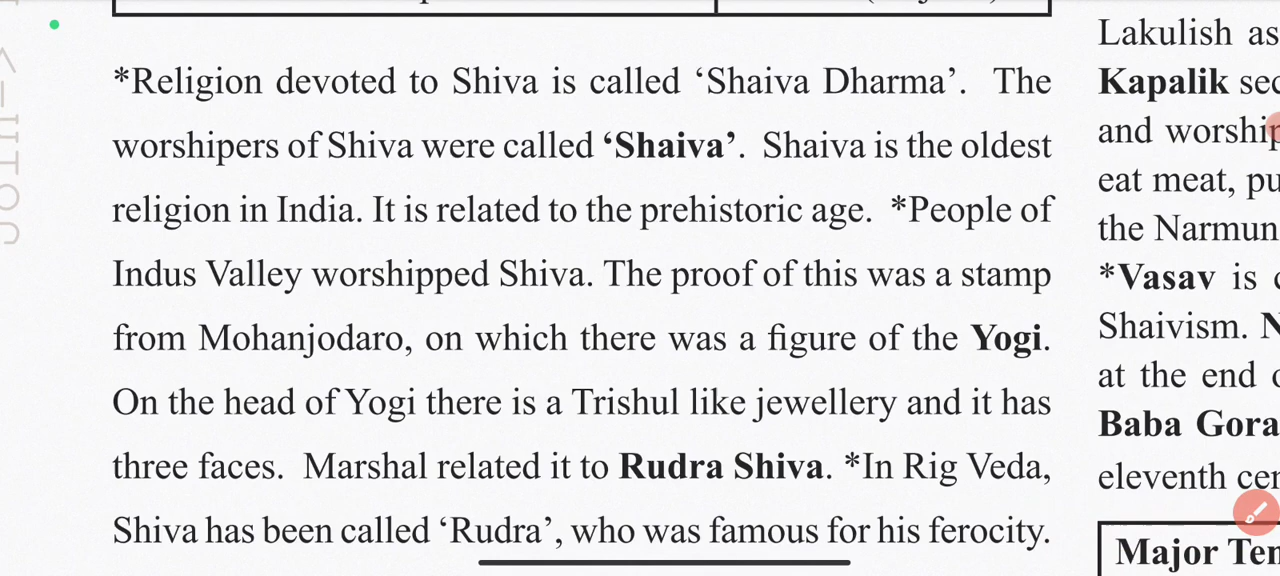 *Religion devoted to Shiva is called ‘Shaiva Dharma’. The
worshipers of Shiva were called ‘Shaiva’. Shaiva is the oldest
religion in India. It is related to the prehistoric age. *People of
Indus Valley worshipped Shiva. The proof of this was a stamp
from Mohanjodaro, on which there was a figure of the Yogi.
On the head of Yogi there is a Trishul like jewellery and it has
three faces. Marshal related it to Rudra Shiva. *In Rig Veda,
Shiva has been called ‘Rudra’, who was famous for his ferocity.
Lakulish as
Kapalik
and
eat meat,
the
*Vasav is
Shaivism.
at the end
Baba
eleventh
Major